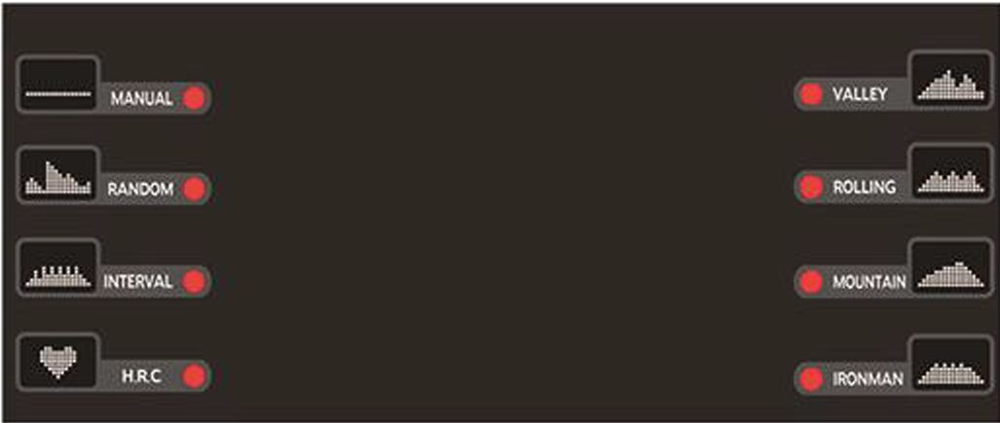 MANUAL
RANDOM
INTERVAL
H.R.C
VALLEY
ROLLING
MOUNTAIN
IRONMAN